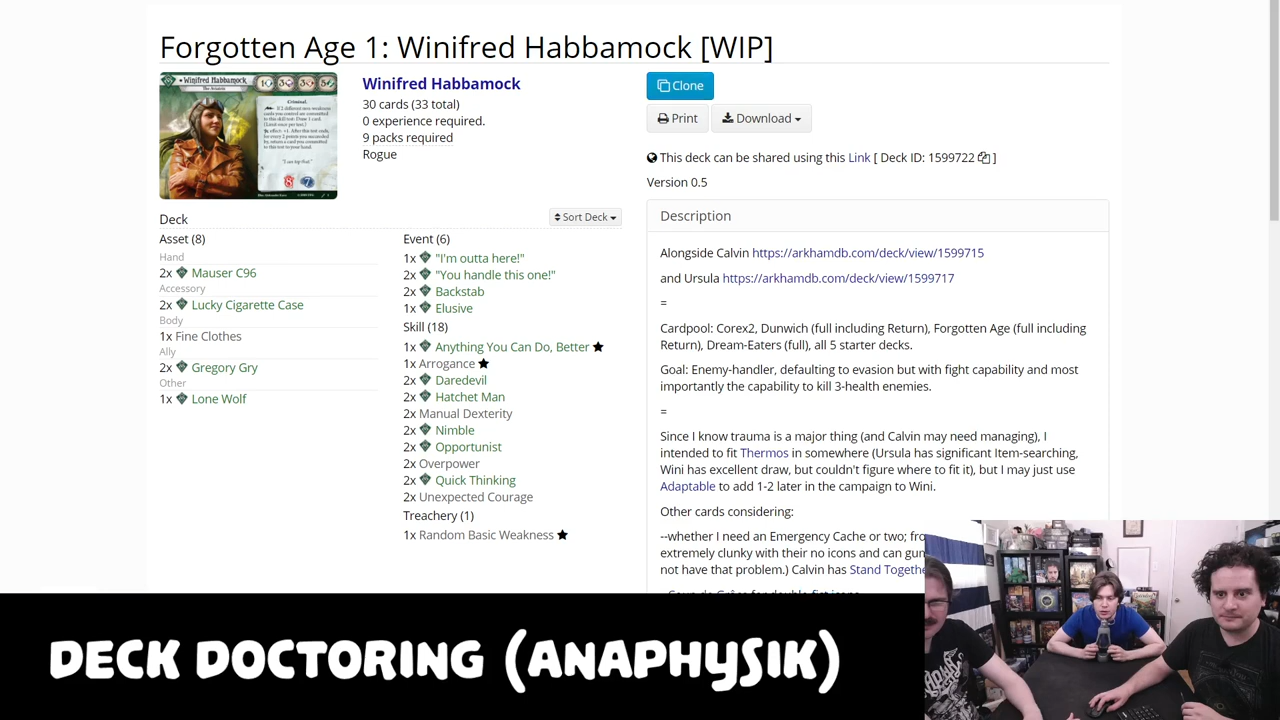 Forgotten Age 1: Winifred Habbamock [WIP]
Winifred Habbamock
Criminal.
"I can top that."
8
7
Winifred Habbamock
30 cards (33 total)
0 experience required.
9 packs required
Rogue
Clone
Print
Download
This deck can be shared using this Link [ Deck ID: 1599722 ]
Version 0.5
Deck
Sort Deck
Asset (8)
Hand
2x Mauser C96
Accessory
2x Lucky Cigarette Case
Body
1x Fine Clothes
Ally
2x Gregory Gry
Other
1x Lone Wolf
Event (6)
1x "I'm outta here!"
2x "You handle this one!"
2x Backstab
1x Elusive
Skill (18)
1x Anything You Can Do, Better
1x Arrogance
2x Daredevil
2x Hatchet Man
2x Manual Dexterity
2x Nimble
2x Opportunist
2x Overpower
2x Quick Thinking
2x Unexpected Courage
Treachery (1)
1x Random Basic Weakness
Description
Alongside Calvin https://arkhamdb.com/deck/view/1599715
and Ursula https://arkhamdb.com/deck/view/1599717
=
Cardpool: Corex2, Dunwich (full including Return), Forgotten Age (full including
Return), Dream-Eaters (full), all 5 starter decks.
Goal: Enemy-handler, defaulting to evasion but with fight capability and most
importantly the capability to kill 3-health enemies.
=
Since I know trauma is a major thing (and Calvin may need managing), I
intended to fit Thermos in somewhere (Ursula has significant Item-searching,
Wini has excellent draw, but couldn't figure where to fit it), but I may just use
Adaptable to add 1-2 later in the campaign to Wini.
Other cards considering:
--whether I need an Emergency Cache or two;
extremely clunky with their no icons and can
not have that problem.) Calvin has Stand
DECK DOCTORING (ANAPHYSIK)